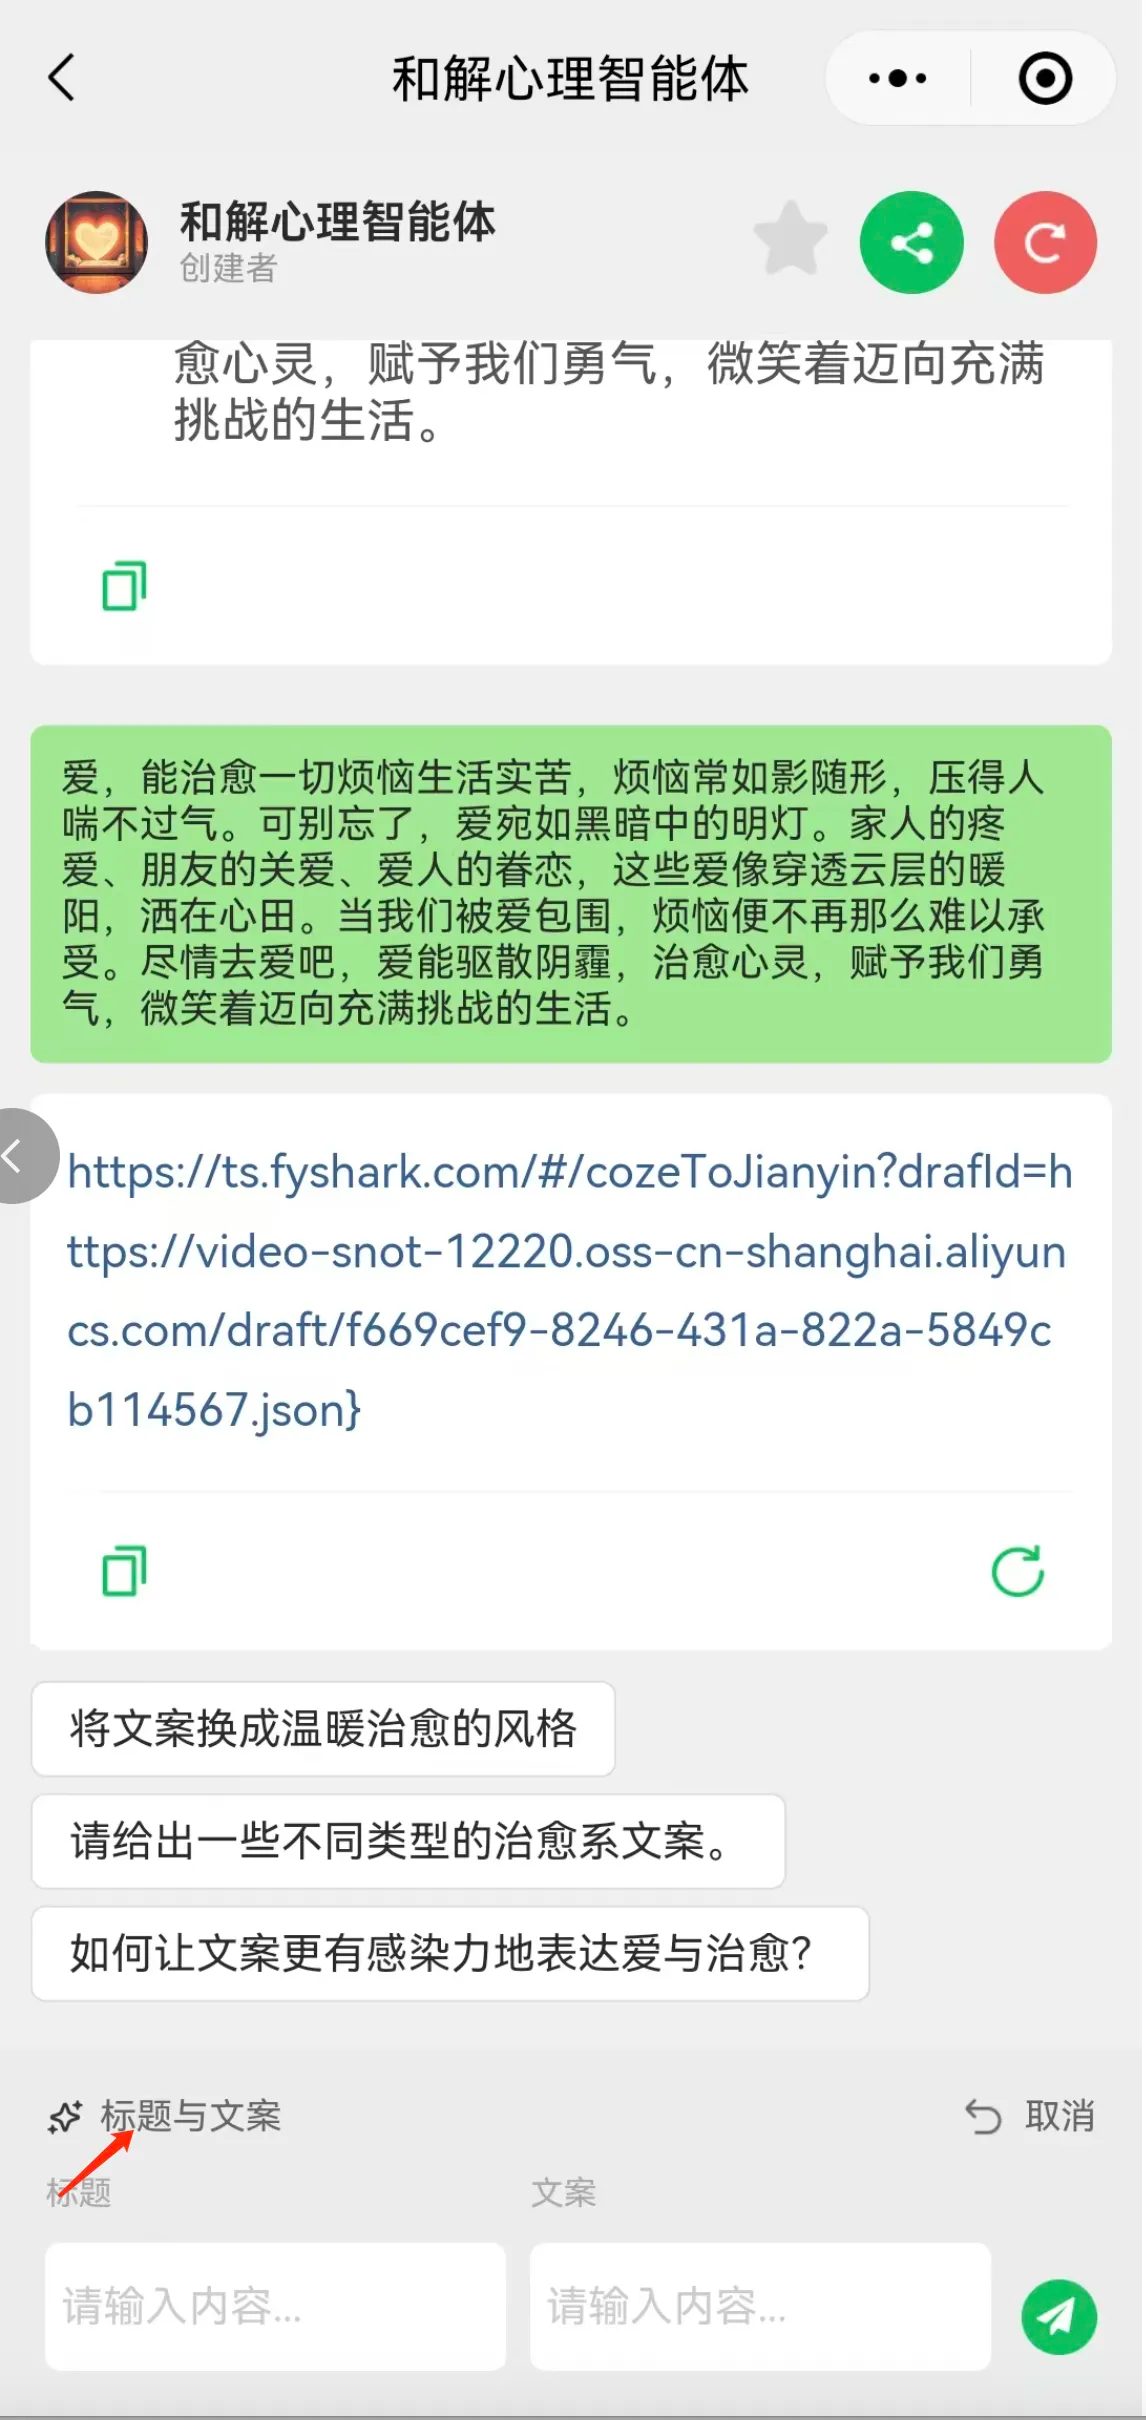 和解心理智能体
和解心理智能体
创建者
愈心灵，赋予我们勇气，微笑着迈向充满
挑战的生活。
爱，能治愈一切烦恼生活实苦，烦恼常如影随形，压得人
喘不过气。可别忘了，爱宛如黑暗中的明灯。家人的疼
爱、朋友的关爱、爱人的眷恋，这些爱像穿透云层的暖
阳，洒在心田。当我们被爱包围，烦恼便不再那么难以承
受。尽情去爱吧，爱能驱散阴霾，治愈心灵，赋予我们勇
气，微笑着迈向充满挑战的生活。
https://ts.fyshark.com/#/cozeToJianyin?drafId=h
ttps://video-snot-12220.oss-cn-shanghai.aliyun
cs.com/draft/f669cef9-8246-431a-822a-5849c
b114567.json}
将文案换成温暖治愈的风格
请给出一些不同类型的治愈系文案。
如何让文案更有感染力地表达爱与治愈？
标题与文案
取消
标题
文案
请输入内容...
请输入内容...